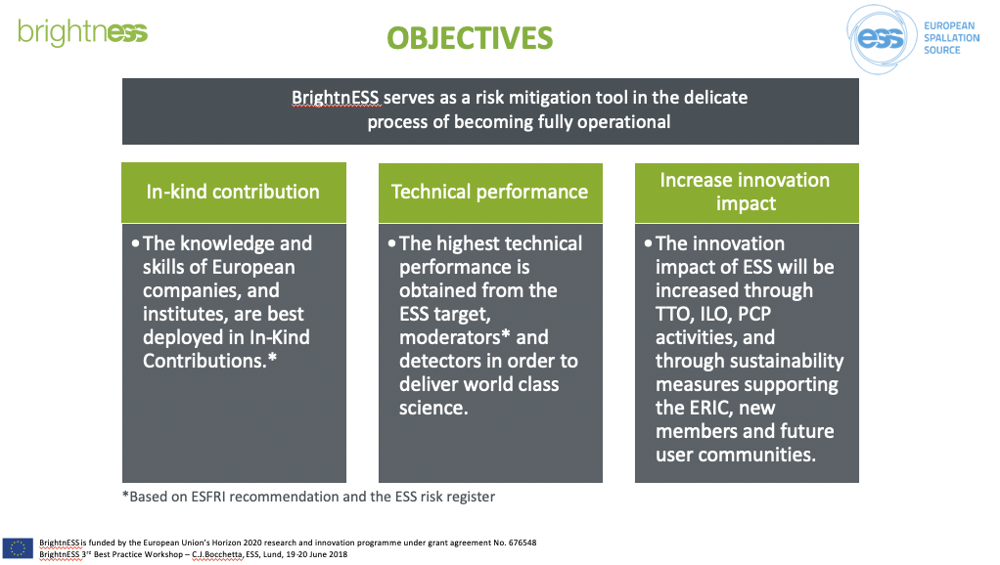 brightness
OBJECTIVES
ess
EUROPEAN
SPALLATION
SOURCE
BrightnESS serves as a risk mitigation tool in the delicate
process of becoming fully operational
In-kind contribution
• The knowledge and
skills of European
companies, and
institutes, are best
deployed in In-Kind
Contributions.*
Technical performance
• The highest technical
performance is
obtained from the
ESS target,
moderators* and
detectors in order to
deliver world class
science.
Increase innovation
impact
• The innovation
impact of ESS will be
increased through
TTO, ILO, PCP
activities, and
through sustainability
measures supporting
the ERIC, new
members and future
user communities.
*Based on ESFRI recommendation and the ESS risk register
BrightnESS is funded by the European Union's Horizon 2020 research and innovation programme under grant agreement No. 676548
BrightnESS 3rd Best Practice Workshop – C.J.Bocchetta, ESS, Lund, 19-20 June 2018